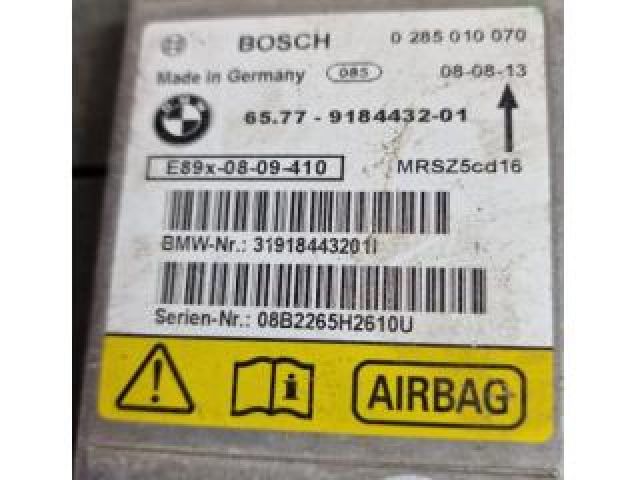 BOSCH 0 285 010 070
Made in Germany 085 08-08-13
65.77 - 9184432-01
E89x-08-09-410 MRSZ5cd16
BMW-Nr.: 31918443201I
Serien-Nr.: 08B2265H2610U
AIRBAG